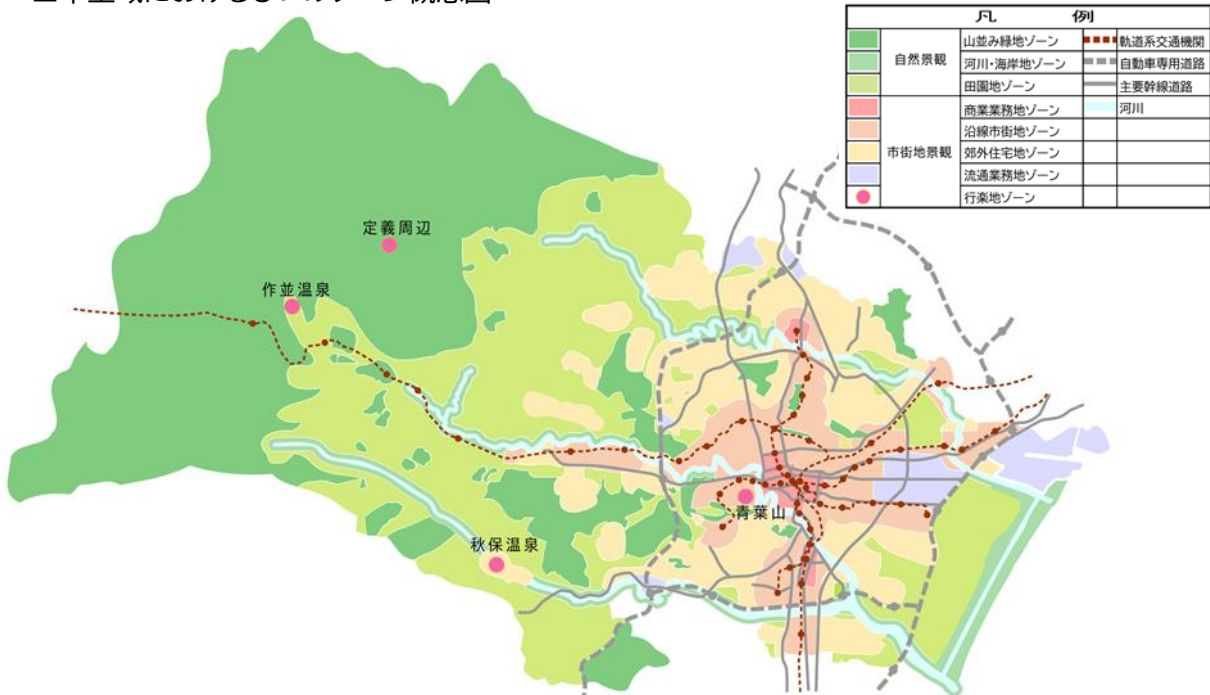 凡 例
自然景観
山並み緑地ゾーン
軌道系交通機関
河川・海岸地ゾーン
自動車専用道路
田園地ゾーン
主要幹線道路
市街地景観
商業業務地ゾーン
河川
沿線市街地ゾーン
郊外住宅地ゾーン
流通業務地ゾーン
行楽地ゾーン
定義周辺
作並温泉
青葉山
秋保温泉